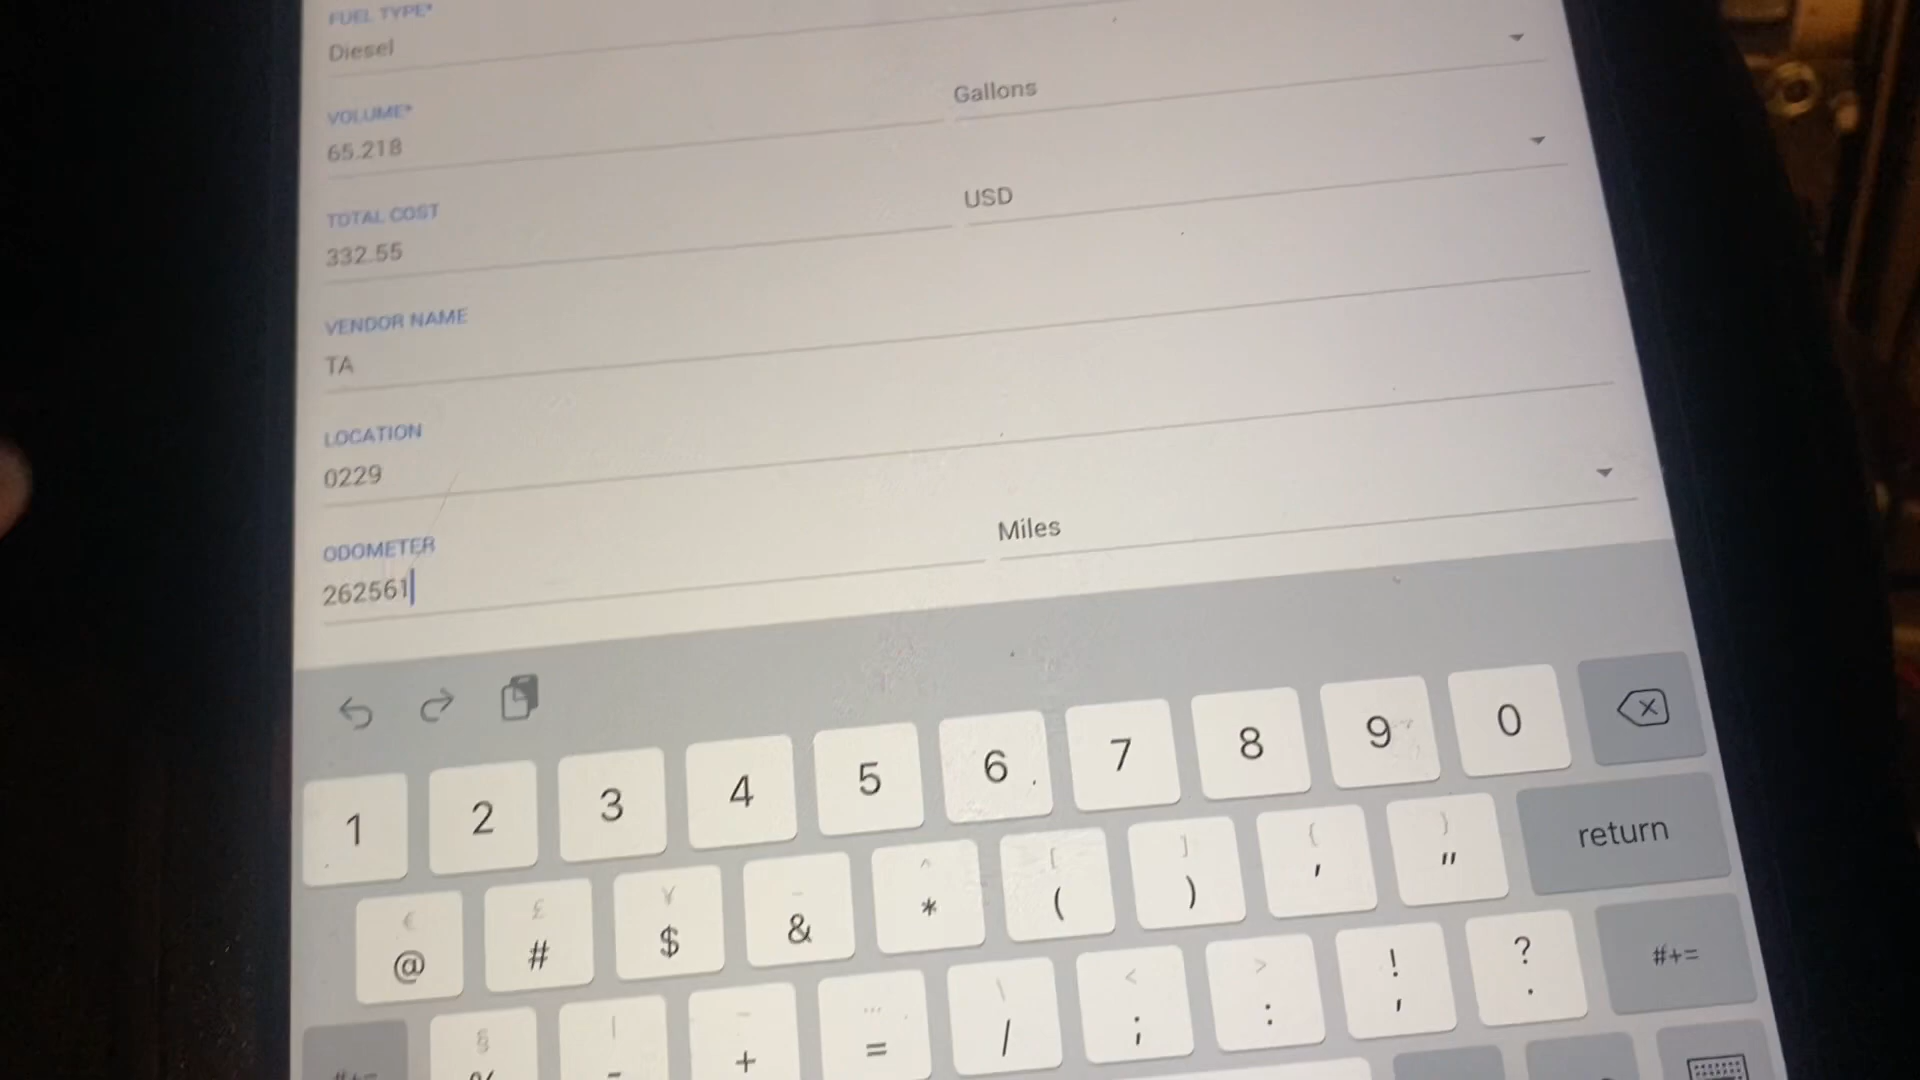 FUEL TYPE*
Diesel
VOLUME*
65.218
Gallons
TOTAL COST
332.55
USD
VENDOR NAME
TA
LOCATION
0229
ODOMETER
262561
Miles
1 2 3 4 5 6 7 8 9 0
€ £ ¥ _ ^ [ ] { }
@ # $ & * ( ) ' " return
§ | ~ … \ < > ! ?
% - + = / ; : , . #+=